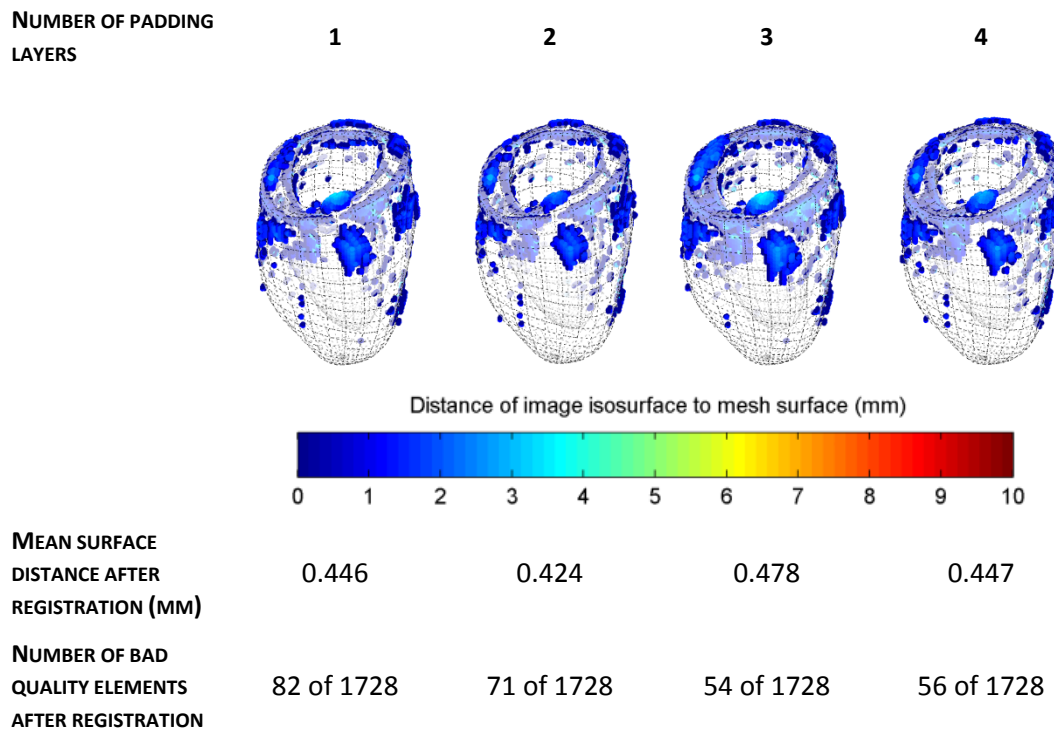 NUMBER OF PADDING
LAYERS
1 2 3 4
Distance of image isosurface to mesh surface (mm)
0 1 2 3 4 5 6 7 8 9 10
MEAN SURFACE
DISTANCE AFTER
REGISTRATION (MM)
0.446 0.424 0.478 0.447
NUMBER OF BAD
QUALITY ELEMENTS
AFTER REGISTRATION
82 of 1728 71 of 1728 54 of 1728 56 of 1728